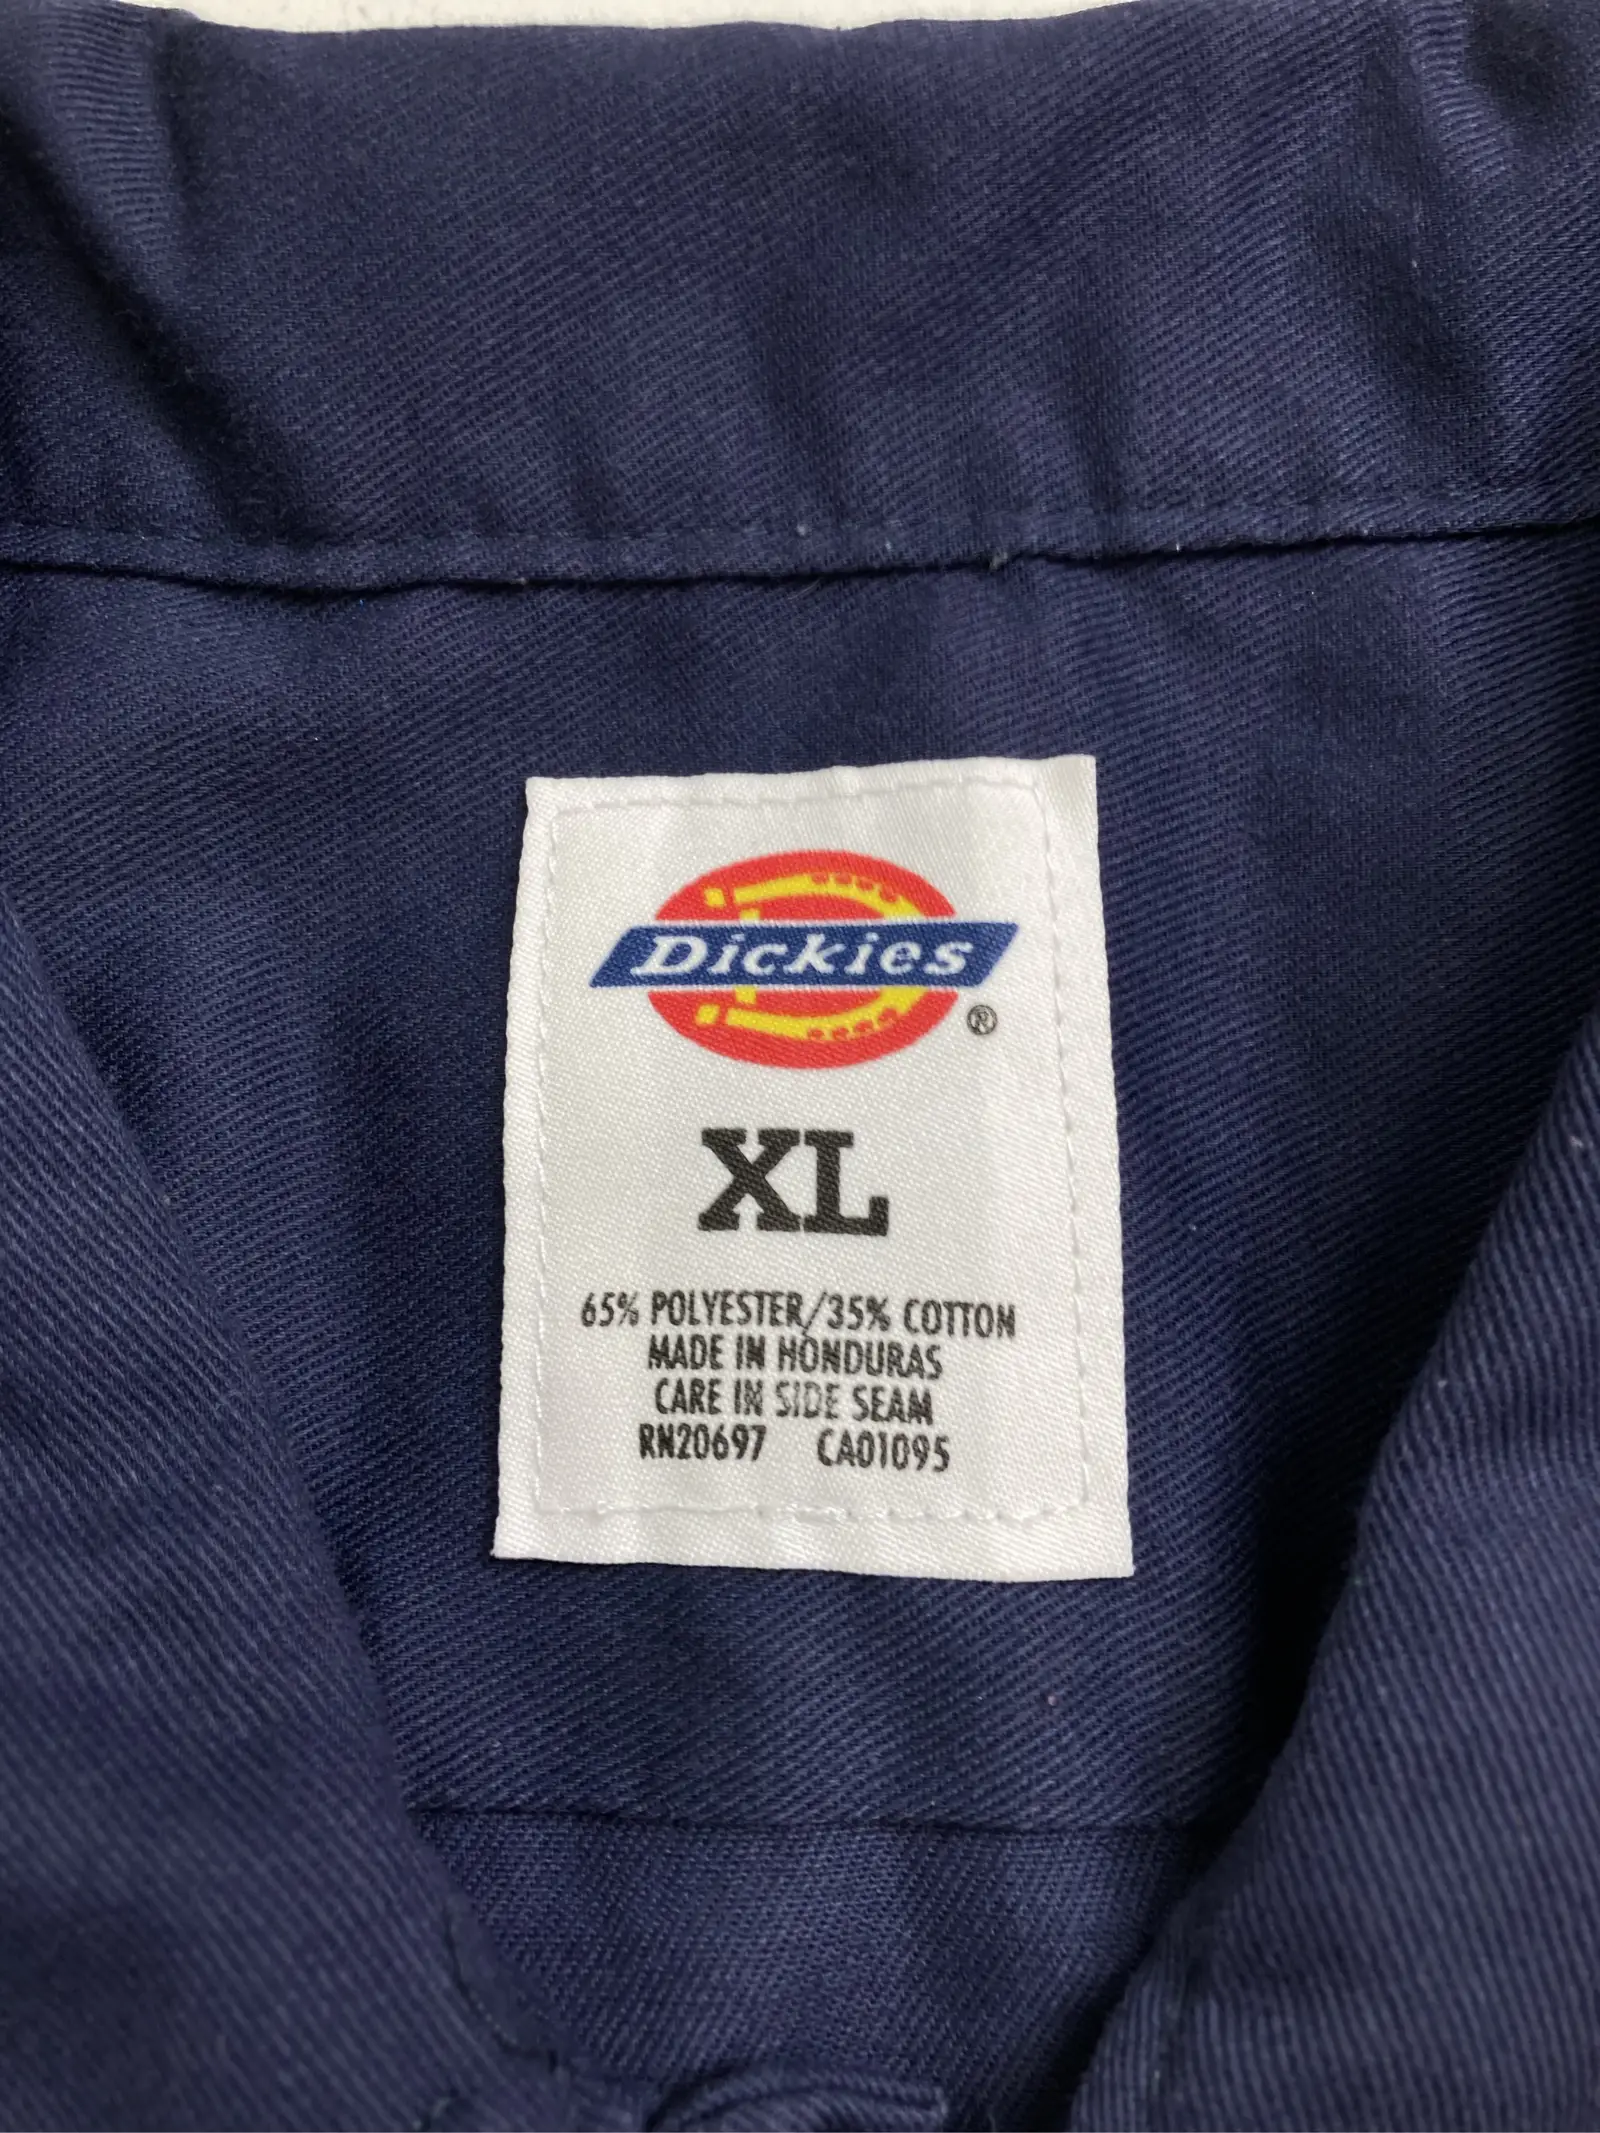 Dickies
®
XL
65% POLYESTER/35% COTTON
MADE IN HONDURAS
CARE IN SIDE SEAM
RN20697 CA01095